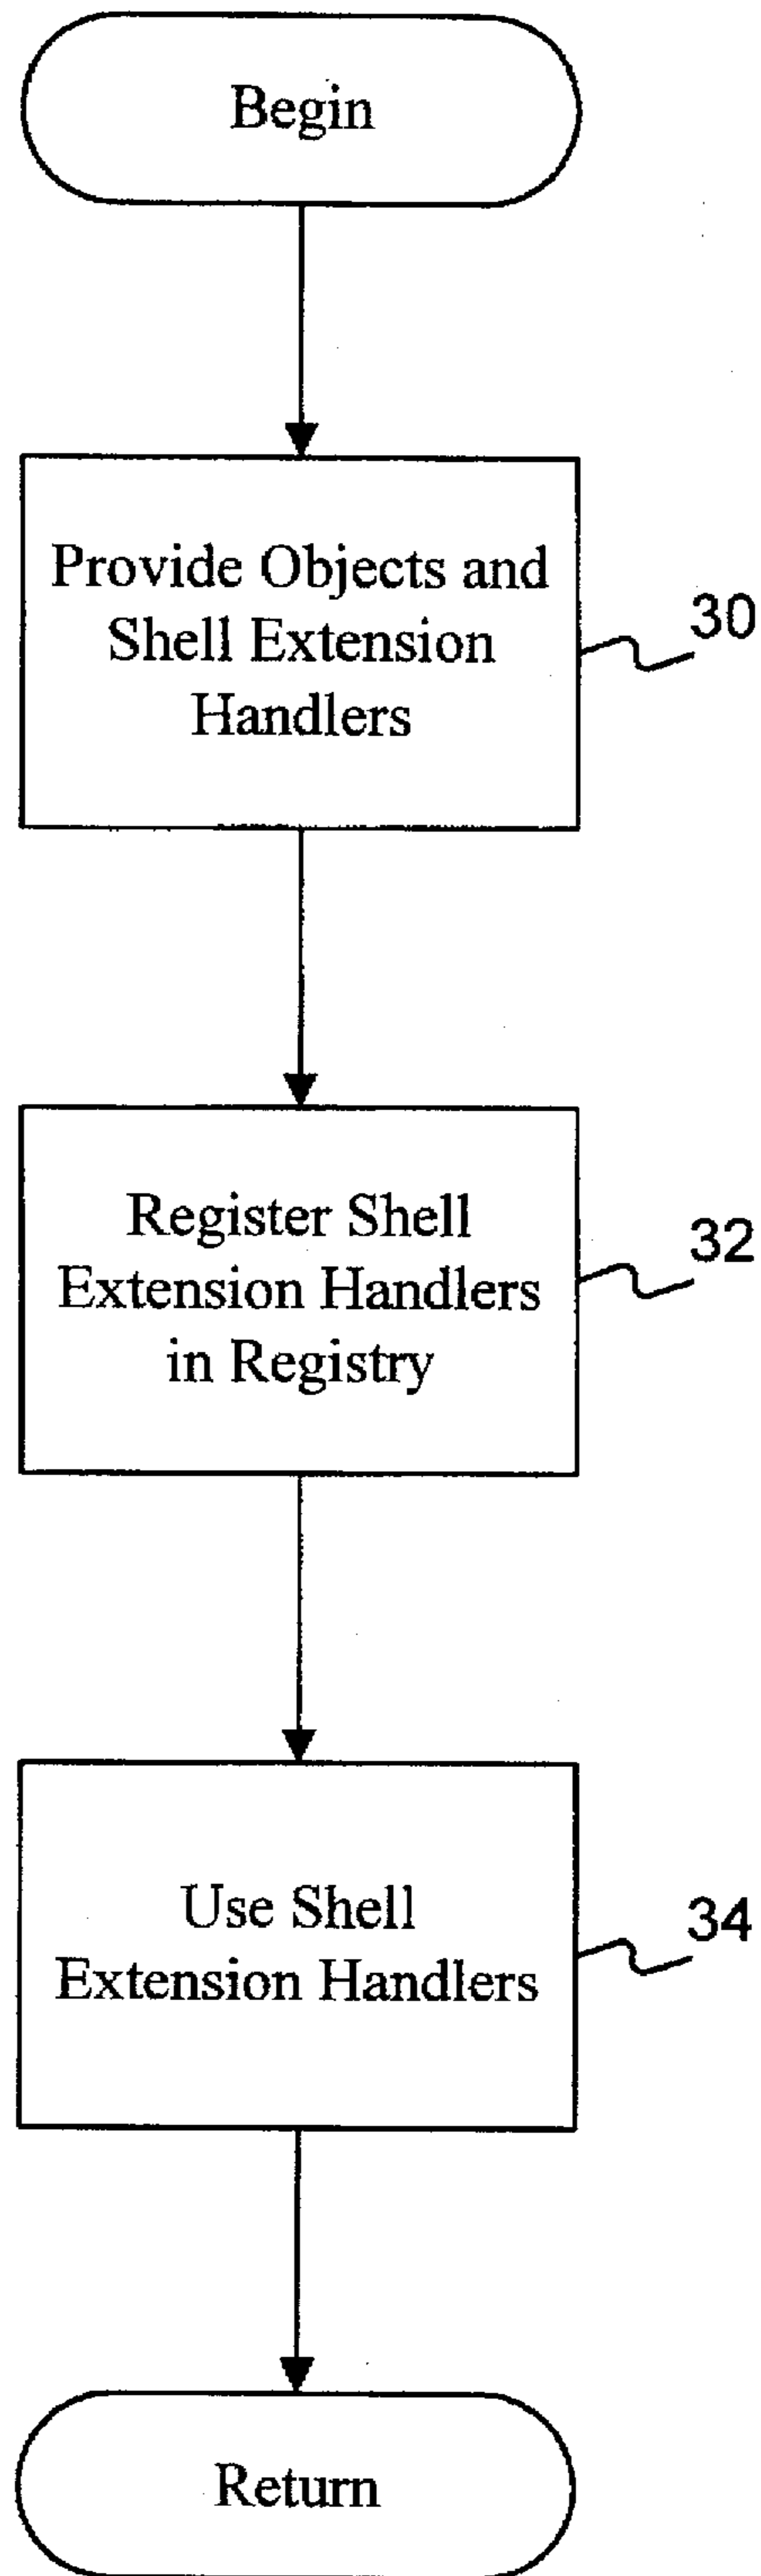 Begin
Provide Objects and
Shell Extension
Handlers
30
Register Shell
Extension Handlers
in Registry
32
Use Shell
Extension Handlers
34
Return